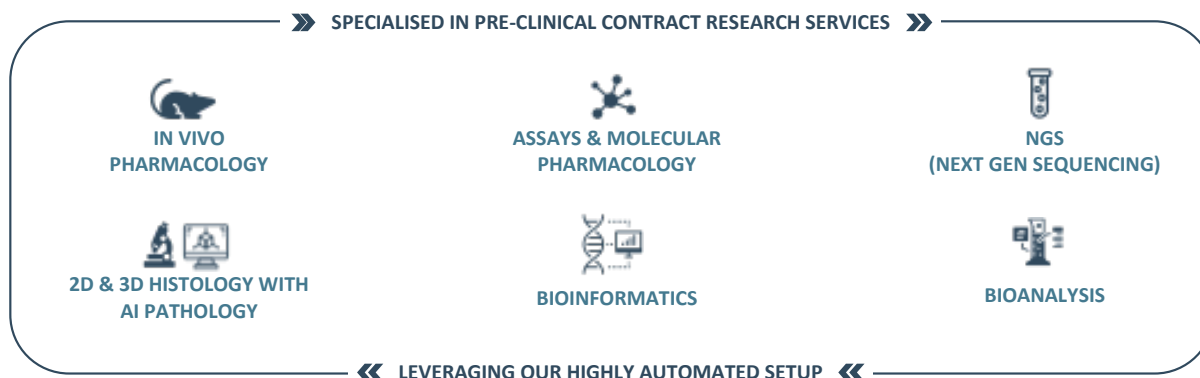 SPECIALISED IN PRE-CLINICAL CONTRACT RESEARCH SERVICES
IN VIVO
PHARMACOLOGY
ASSAYS & MOLECULAR
PHARMACOLOGY
NGS
(NEXT GEN SEQUENCING)
2D & 3D HISTOLOGY WITH
AI PATHOLOGY
BIOINFORMATICS
BIOANALYSIS
LEVERAGING OUR HIGHLY AUTOMATED SETUP